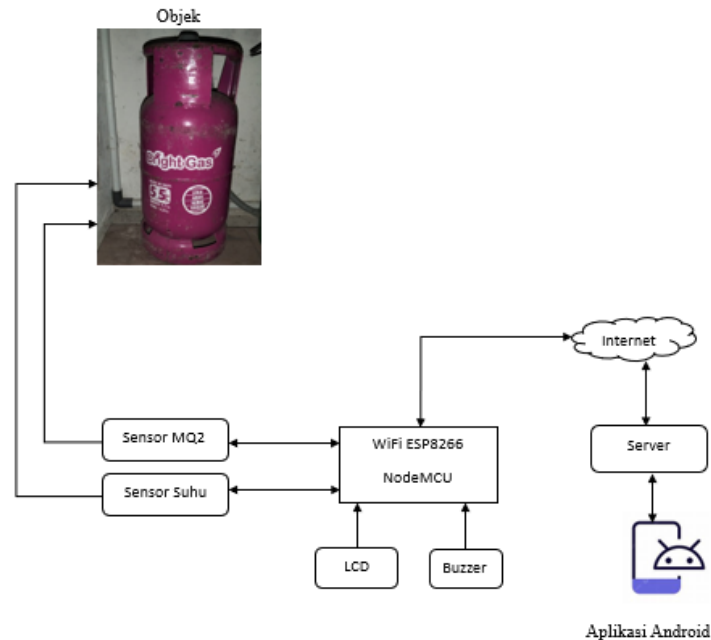 Objek
Bright Gas
5.5
Internet
Sensor MQ2
WiFi ESP8266
NodeMCU
Server
Sensor Suhu
LCD
Buzzer
Aplikasi Android